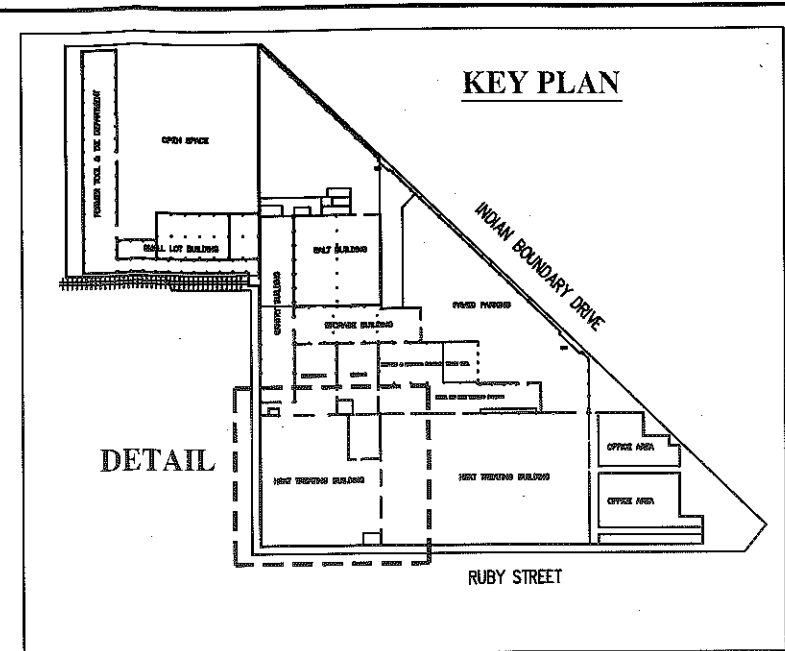 KEY PLAN
FORMER TOOL & DIE DEPARTMENT
OPEN SPACE
INDIAN BOUNDARY DRIVE
SMALL LOT BUILDING
SALT BUILDING
BUILDING
PAVED PARKING
STORAGE BUILDING
DETAIL
HEAT TREATING BUILDING
HEAT TREATING BUILDING
OFFICE AREA
OFFICE AREA
RUBY STREET